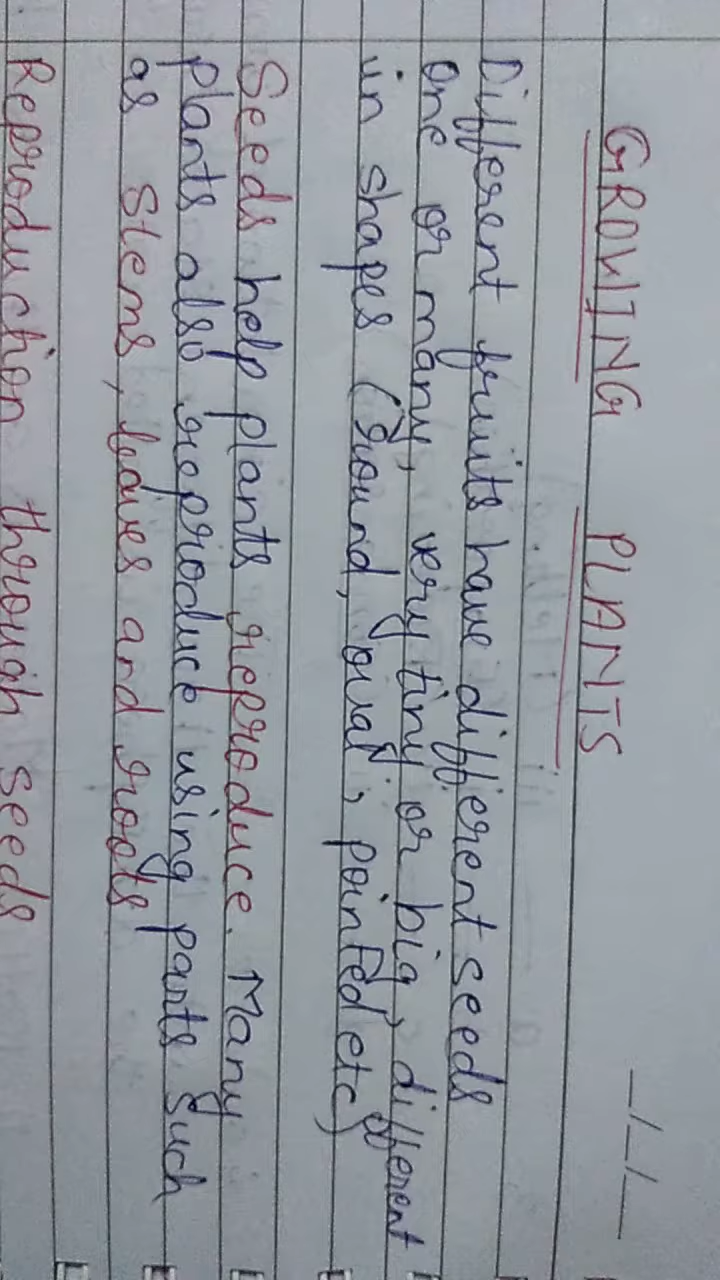 _/_/__
GROWING PLANTS
Different fruits have different seeds
One or many, very tiny or big, different
in shapes (round, oval, pointed etc)
Seeds help plants reproduce. Many
plants also reproduce using parts such
as stems, leaves and roots
Reproduction through seeds